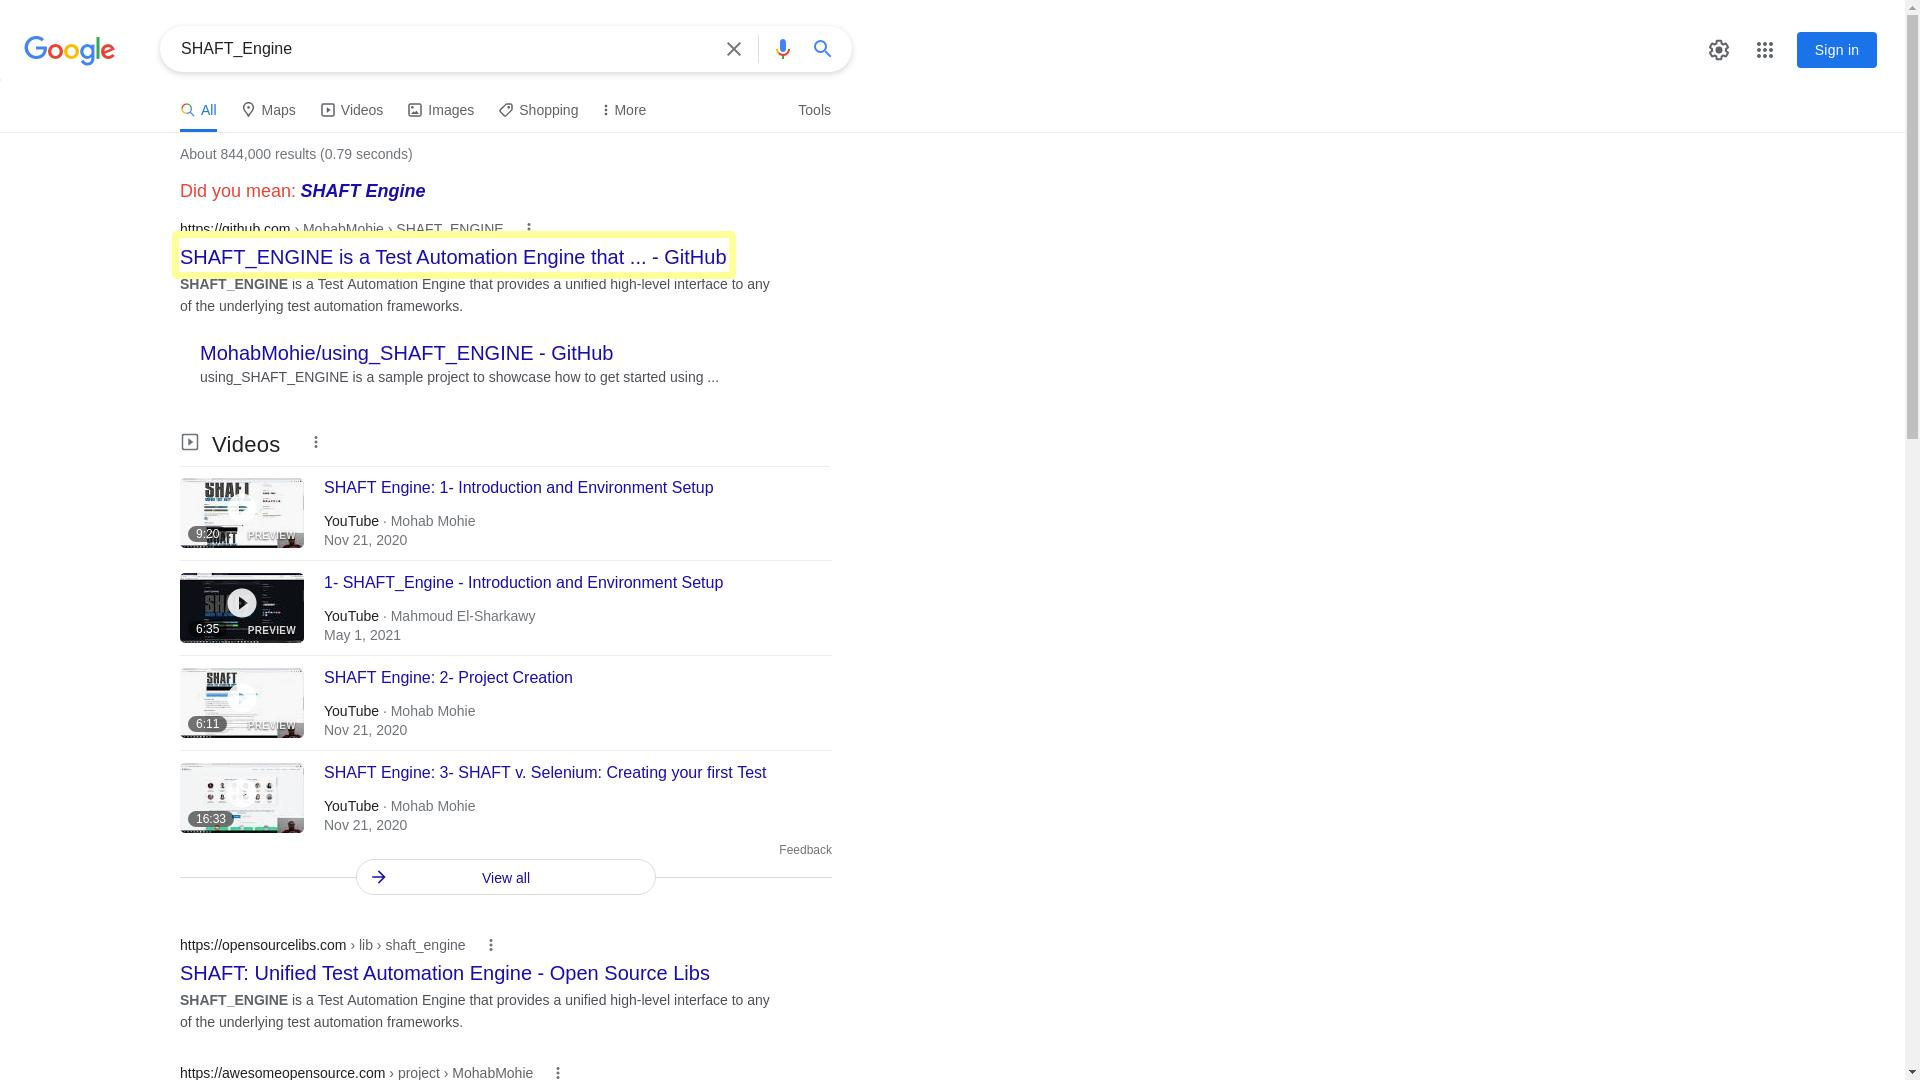 Google
SHAFT_Engine
Sign in
All
Maps
Videos
Images
Shopping
More
Tools
About 844,000 results (0.79 seconds)
Did you mean: SHAFT Engine
https://github.com › MohabMohie › SHAFT_ENGINE
SHAFT_ENGINE is a Test Automation Engine that ... - GitHub
SHAFT_ENGINE is a Test Automation Engine that provides a unified high-level interface to any
of the underlying test automation frameworks.
MohabMohie/using_SHAFT_ENGINE - GitHub
using_SHAFT_ENGINE is a sample project to showcase how to get started using ...
Videos
SHAFT
9:20
PREVIEW
SHAFT Engine: 1- Introduction and Environment Setup
YouTube · Mohab Mohie
Nov 21, 2020
6:35
PREVIEW
1- SHAFT_Engine - Introduction and Environment Setup
YouTube · Mahmoud El-Sharkawy
May 1, 2021
SHAFT
6:11
PREVIEW
SHAFT Engine: 2- Project Creation
YouTube · Mohab Mohie
Nov 21, 2020
16:33
SHAFT Engine: 3- SHAFT v. Selenium: Creating your first Test
YouTube · Mohab Mohie
Nov 21, 2020
Feedback
View all
https://opensourcelibs.com › lib › shaft_engine
SHAFT: Unified Test Automation Engine - Open Source Libs
SHAFT_ENGINE is a Test Automation Engine that provides a unified high-level interface to any
of the underlying test automation frameworks.
https://awesomeopensource.com › project › MohabMohie